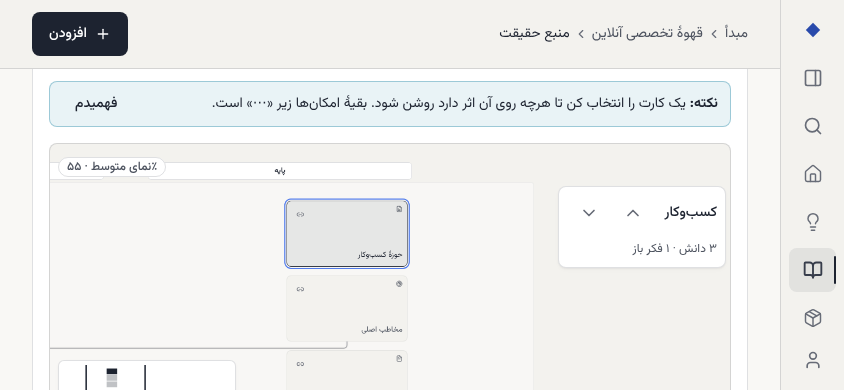 مبدأ › قهوهٔ تخصصی آنلاین › منبع حقیقت
+ افزودن
نکته: یک کارت را انتخاب کن تا هرچه روی آن اثر دارد روشن شود. بقیهٔ امکان‌ها زیر «···» است.
فهمیدم
پایه
نمای متوسط · ۵۵٪
کسب‌وکار
۳ دانش · ۱ فکر باز
حوزهٔ کسب‌وکار
مخاطب اصلی